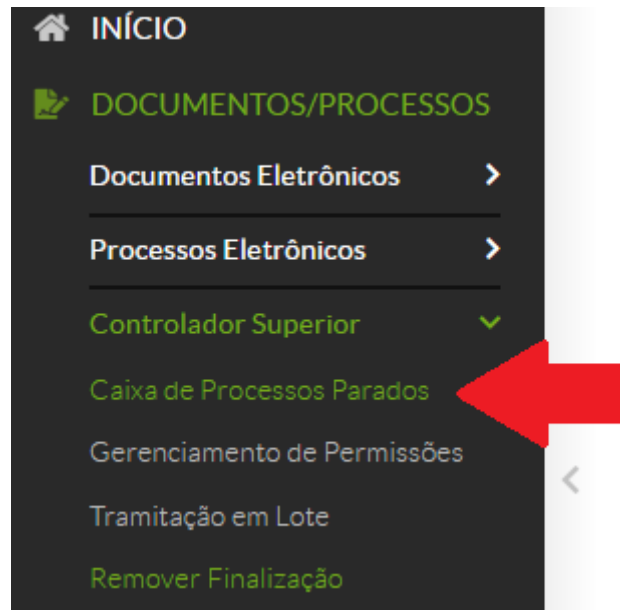 INÍCIO
DOCUMENTOS/PROCESSOS
Documentos Eletrônicos
Processos Eletrônicos
Controlador Superior
Caixa de Processos Parados
Gerenciamento de Permissões
Tramitação em Lote
Remover Finalização